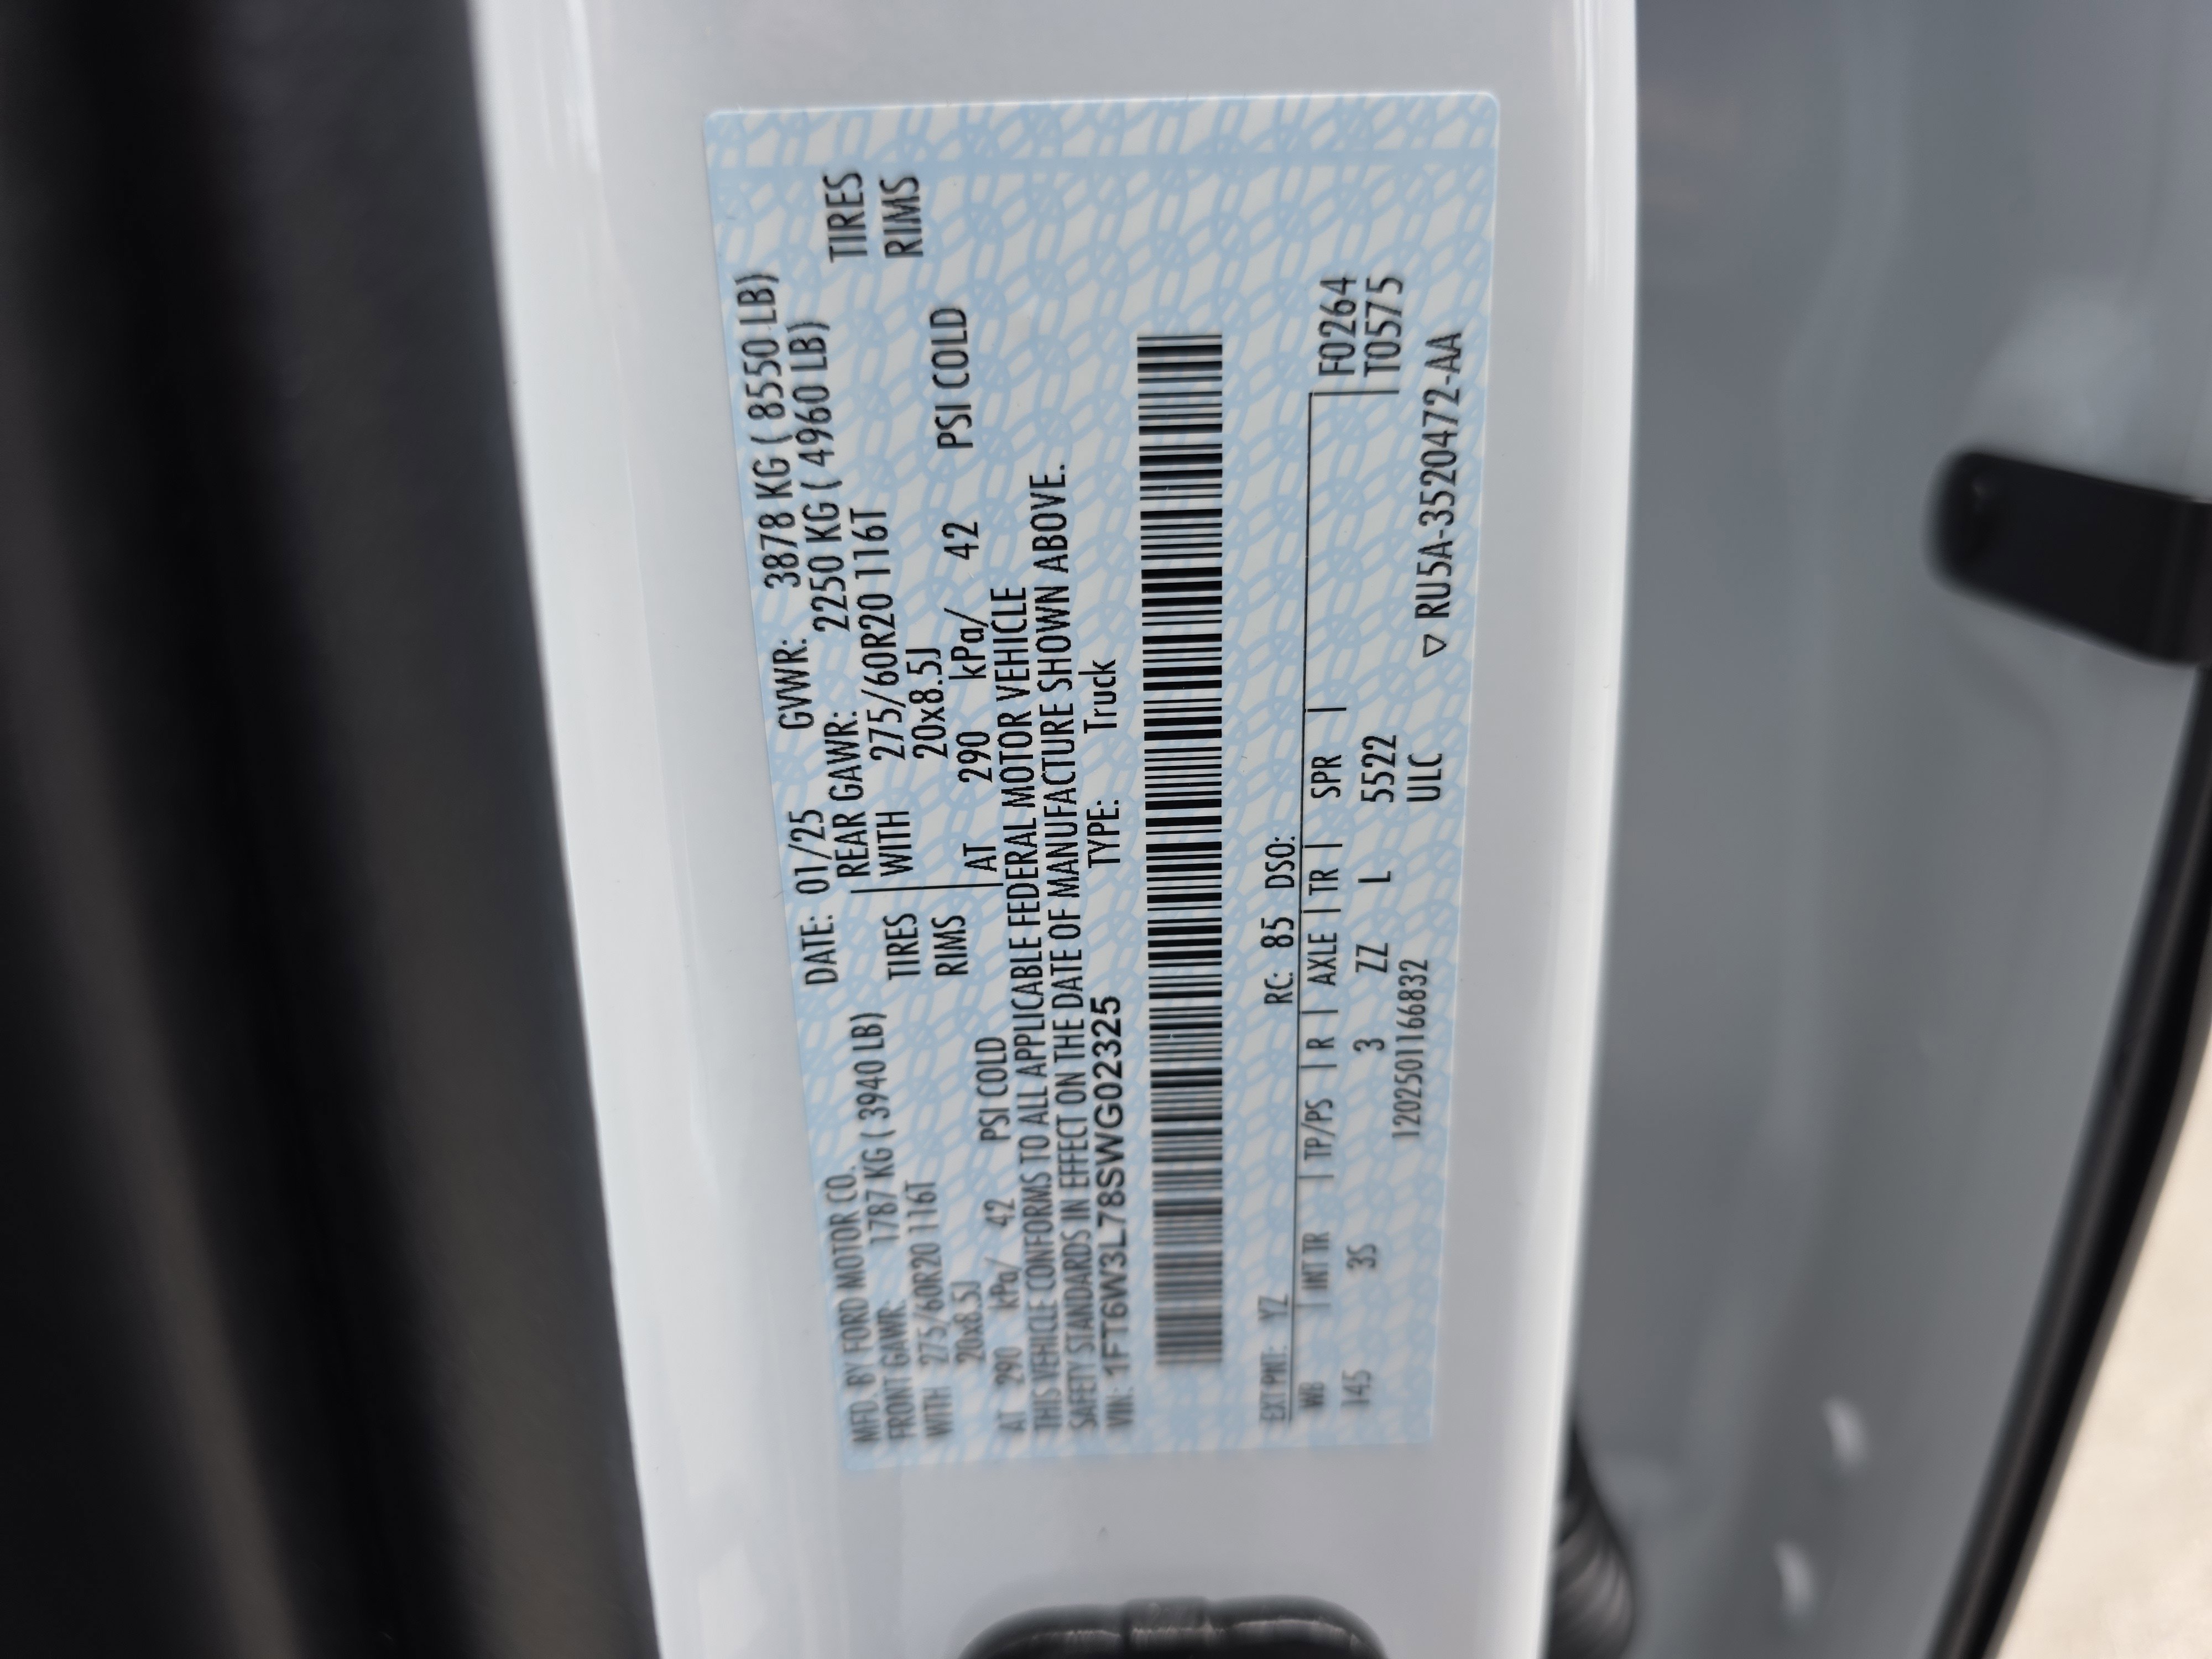 MFD. BY FORD MOTOR CO. DATE: 01/25 GVWR: 3878 KG ( 8550 LB)
FRONT GAWR: 1787 KG ( 3940 LB) REAR GAWR: 2250 KG ( 4960 LB)
WITH 275/60R20 116T TIRES WITH 275/60R20 116T TIRES
20x8.5J RIMS 20x8.5J RIMS
AT 290 kPa/ 42 PSI COLD AT 290 kPa/ 42 PSI COLD
THIS VEHICLE CONFORMS TO ALL APPLICABLE FEDERAL MOTOR VEHICLE
SAFETY STANDARDS IN EFFECT ON THE DATE OF MANUFACTURE SHOWN ABOVE.
VIN: 1FT6W3L78SWG02325 TYPE: Truck
EXT PNT: YZ RC: 85 DSO:
WB | INT TR | TP/PS | R | AXLE | TR | SPR | F0264
145 3S 3 ZZ L 5522 T0575
1202501166832 ULC
▽ RU5A-3520472-AA